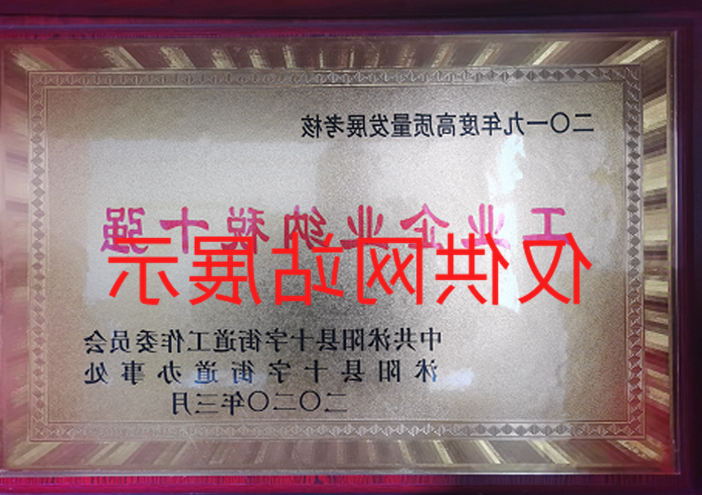 二〇一九年度高质量发展考核
工业企业纳税十强
仅供网站展示
中共沭阳县十字街道工作委员会
沭阳县十字街道办事处
二〇二〇年三月